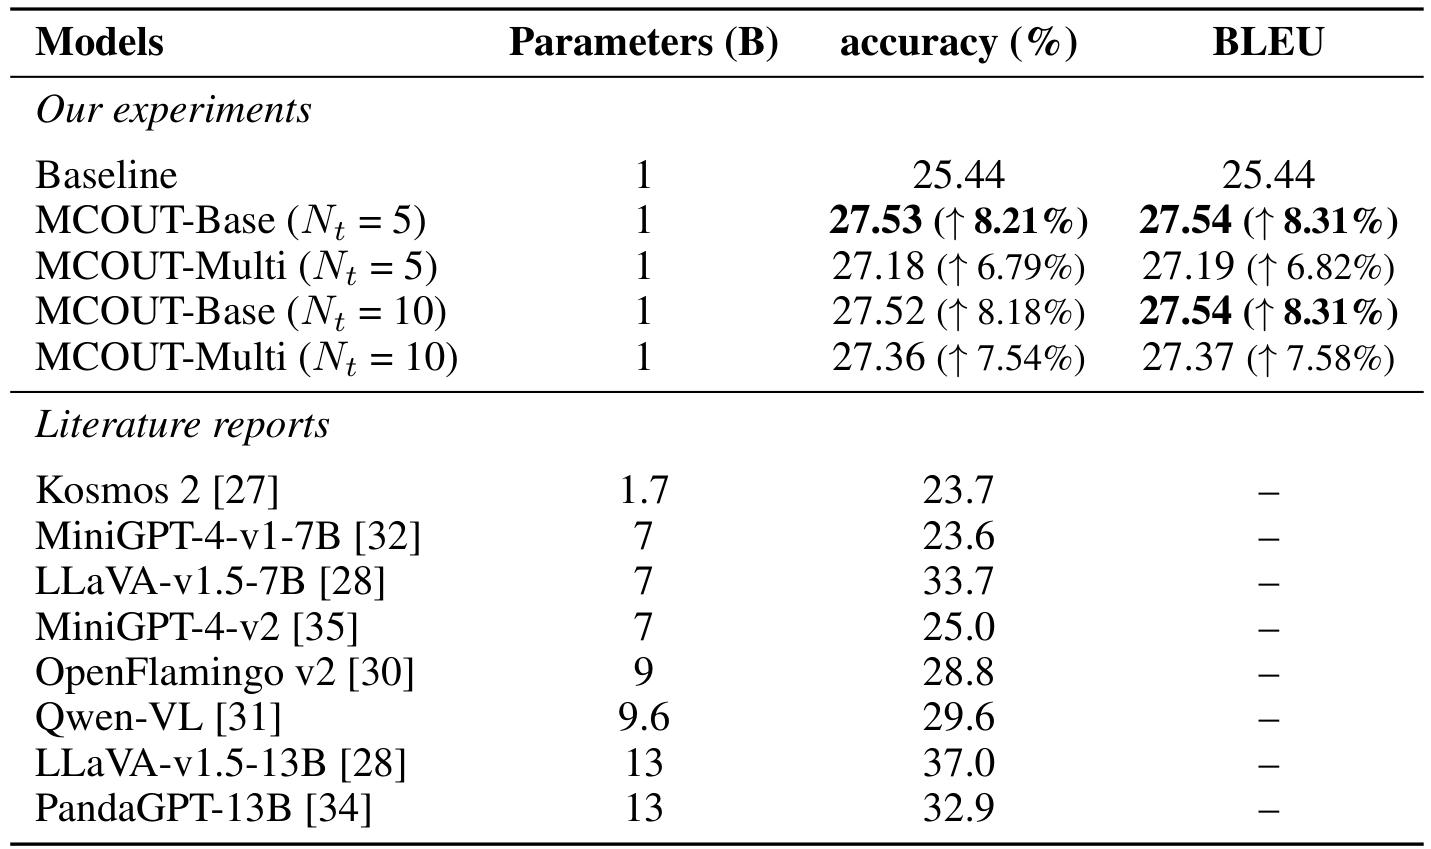 Models Parameters (B) accuracy (%) BLEU
Our experiments
Baseline 1 25.44 25.44
MCOUT-Base (Nₜ = 5) 1 27.53 (↑ 8.21%) 27.54 (↑ 8.31%)
MCOUT-Multi (Nₜ = 5) 1 27.18 (↑ 6.79%) 27.19 (↑ 6.82%)
MCOUT-Base (Nₜ = 10) 1 27.52 (↑ 8.18%) 27.54 (↑ 8.31%)
MCOUT-Multi (Nₜ = 10) 1 27.36 (↑ 7.54%) 27.37 (↑ 7.58%)
Literature reports
Kosmos 2 [27] 1.7 23.7 –
MiniGPT-4-v1-7B [32] 7 23.6 –
LLaVA-v1.5-7B [28] 7 33.7 –
MiniGPT-4-v2 [35] 7 25.0 –
OpenFlamingo v2 [30] 9 28.8 –
Qwen-VL [31] 9.6 29.6 –
LLaVA-v1.5-13B [28] 13 37.0 –
PandaGPT-13B [34] 13 32.9 –